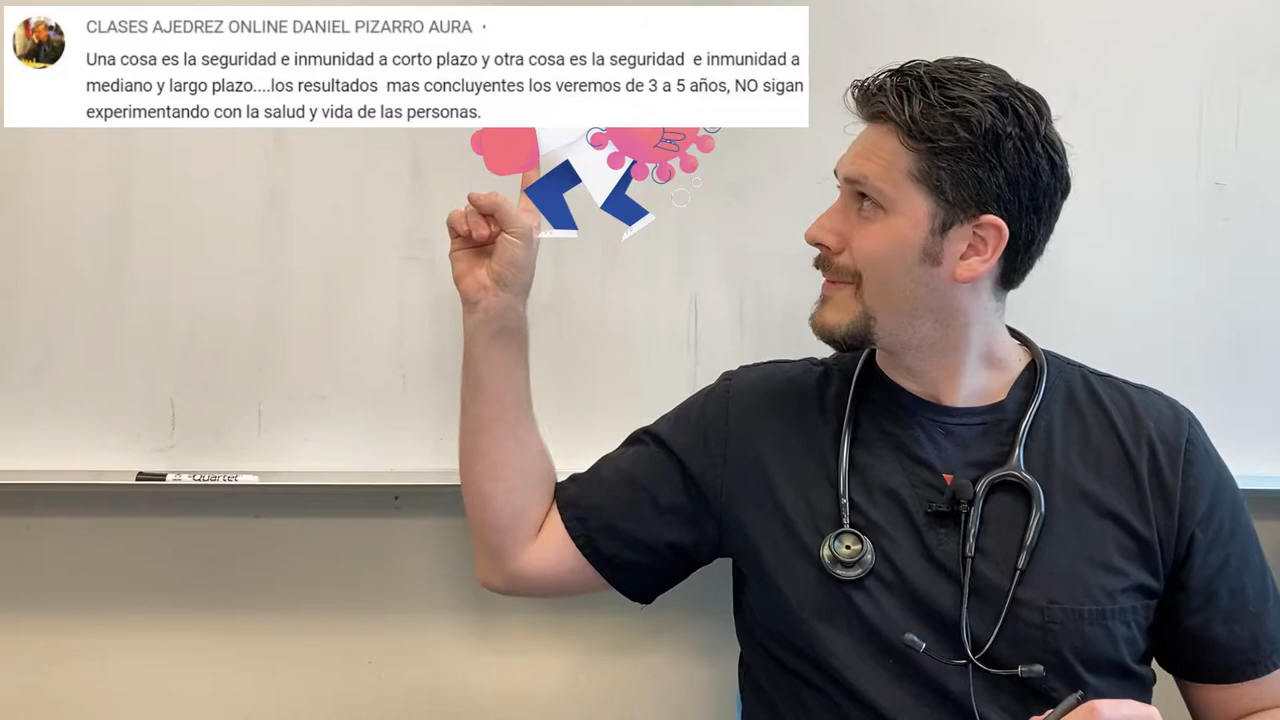 CLASES AJEDREZ ONLINE DANIEL PIZARRO AURA ·
Una cosa es la seguridad e inmunidad a corto plazo y otra cosa es la seguridad e inmunidad a
mediano y largo plazo....los resultados mas concluyentes los veremos de 3 a 5 años, NO sigan
experimentando con la salud y vida de las personas.
Quartet